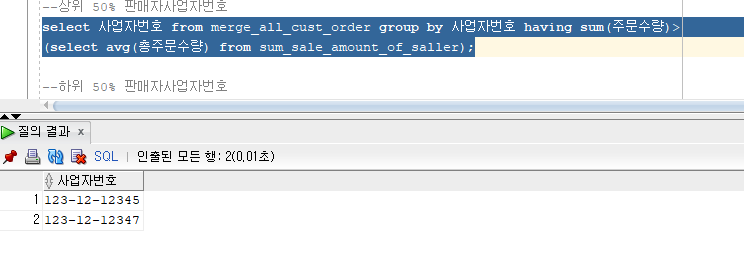 --상위 50% 판매자사업자번호
select 사업자번호 from merge_all_cust_order group by 사업자번호 having sum(주문수량)>
(select avg(총주문수량) from sum_sale_amount_of_saller);
--하위 50% 판매자사업자번호
질의 결과 x
SQL | 인출된 모든 행: 2(0,01초)
사업자번호
1 123-12-12345
2 123-12-12347